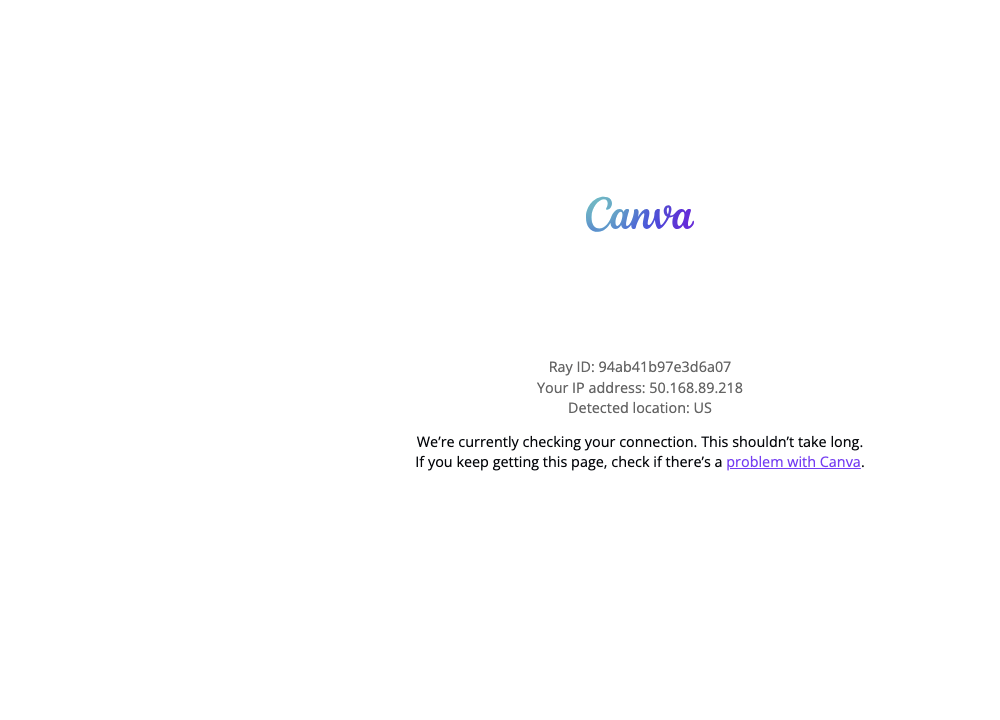 Canva
Ray ID: 94ab41b97e3d6a07
Your IP address: 50.168.89.218
Detected location: US
We’re currently checking your connection. This shouldn’t take long.
If you keep getting this page, check if there’s a problem with Canva.